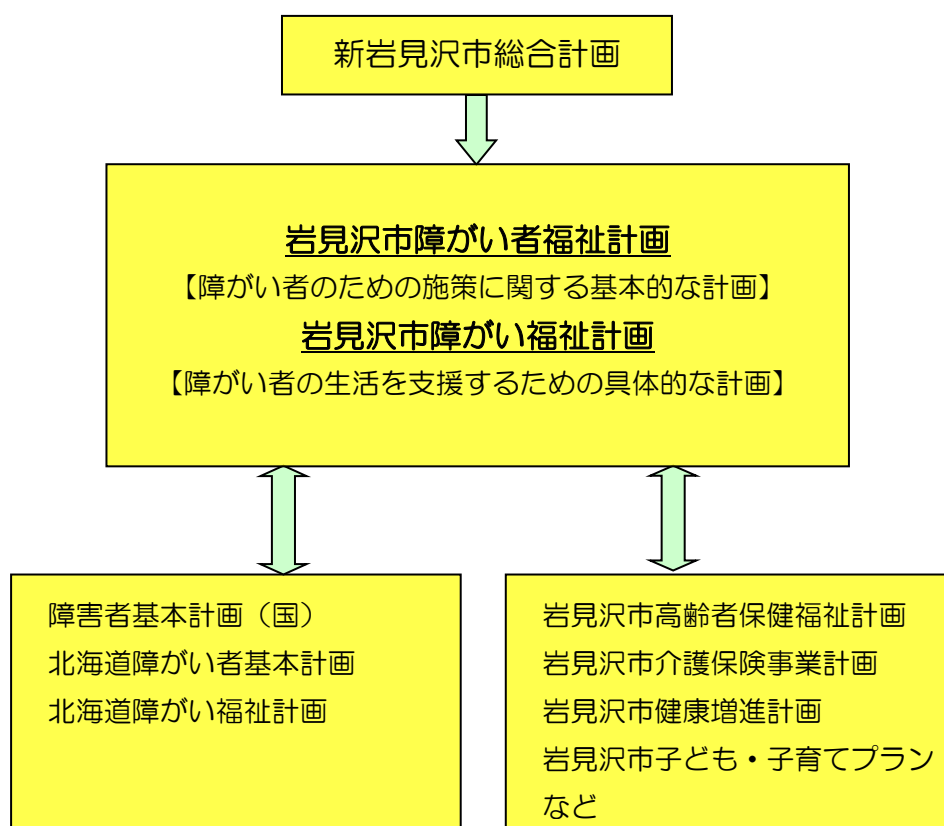 新岩見沢市総合計画
岩見沢市障がい者福祉計画
【障がい者のための施策に関する基本的な計画】
岩見沢市障がい福祉計画
【障がい者の生活を支援するための具体的な計画】
障害者基本計画（国）
北海道障がい者基本計画
北海道障がい福祉計画
岩見沢市高齢者保健福祉計画
岩見沢市介護保険事業計画
岩見沢市健康増進計画
岩見沢市子ども・子育てプラン
など